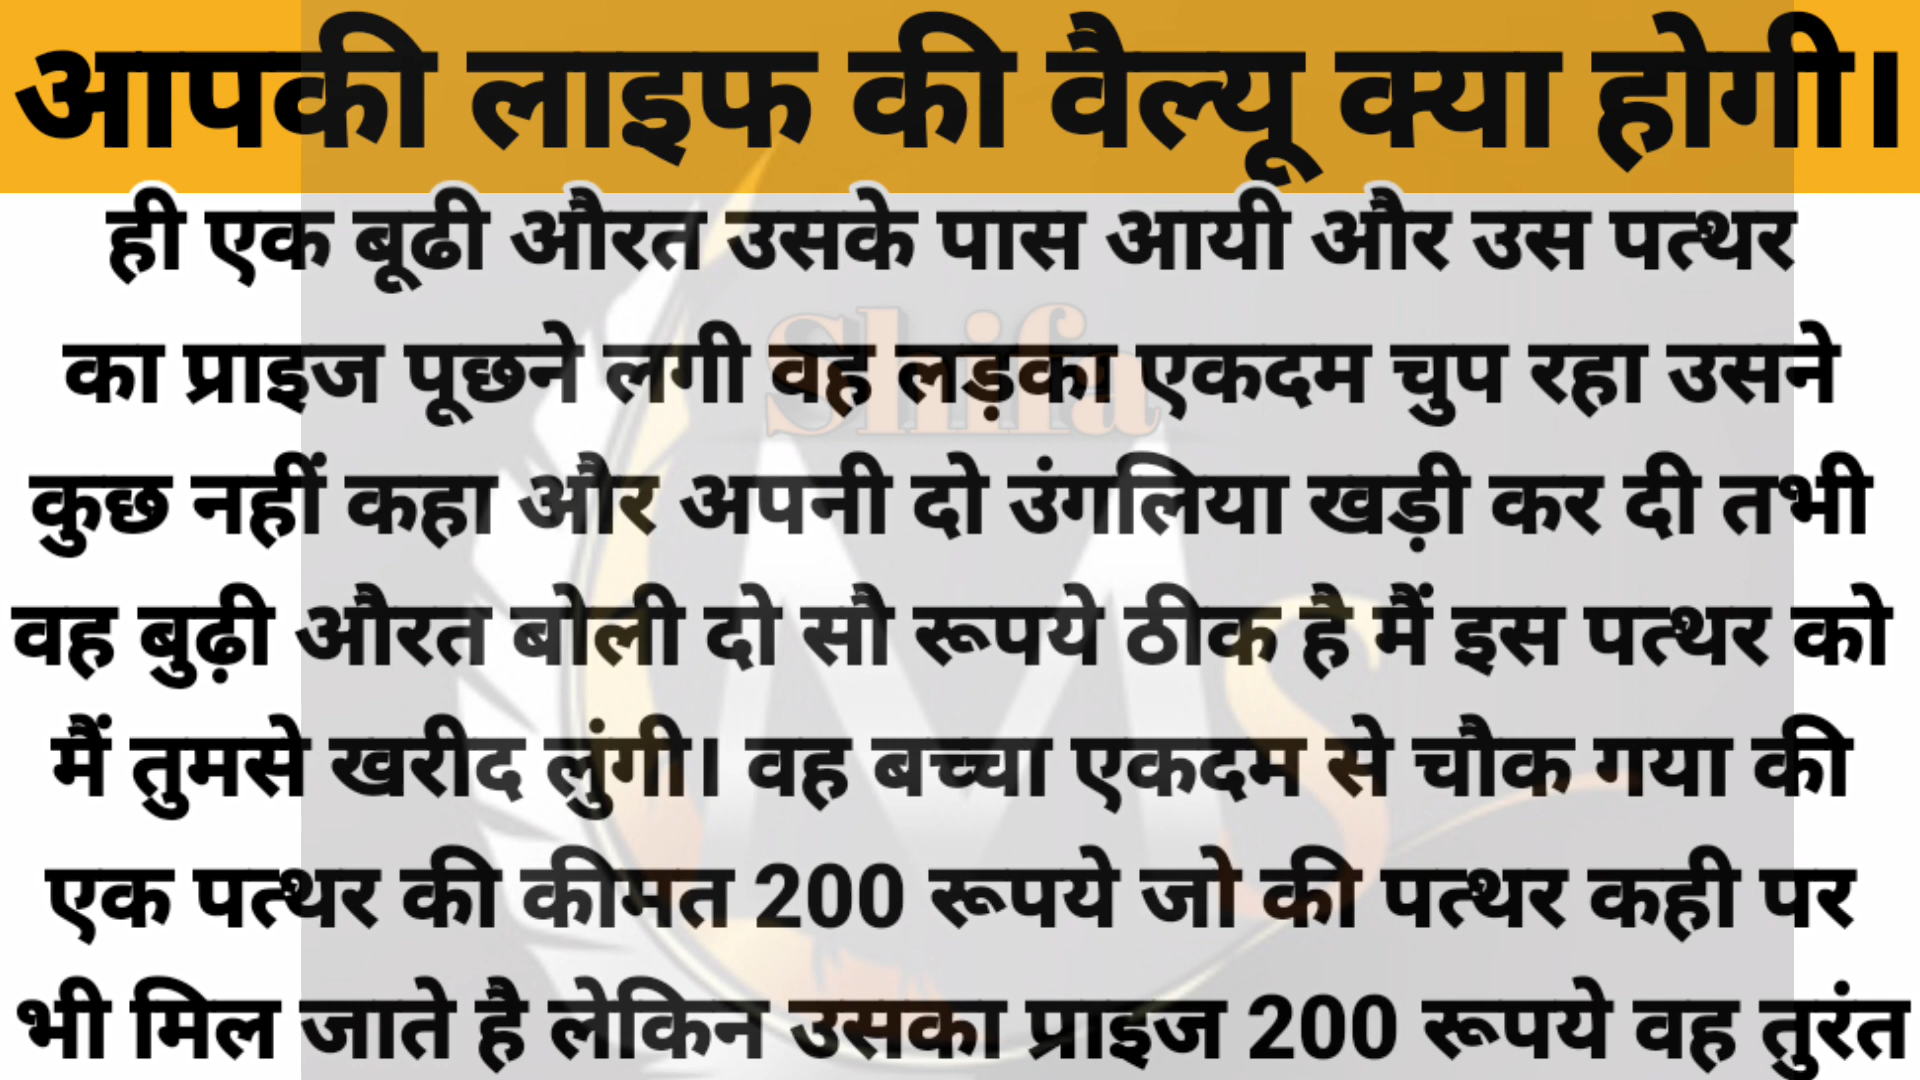 आपकी लाइफ की वैल्यू क्या होगी।
ही एक बूढी औरत उसके पास आयी और उस पत्थर
का प्राइज पूछने लगी वह लड़का एकदम चुप रहा उसने
कुछ नहीं कहा और अपनी दो उंगलिया खड़ी कर दी तभी
वह बुढ़ी औरत बोली दो सौ रूपये ठीक है मैं इस पत्थर को
मैं तुमसे खरीद लुंगी। वह बच्चा एकदम से चौक गया की
एक पत्थर की कीमत 200 रूपये जो की पत्थर कही पर
भी मिल जाते है लेकिन उसका प्राइज 200 रूपये वह तुरंत
Shifa
MS